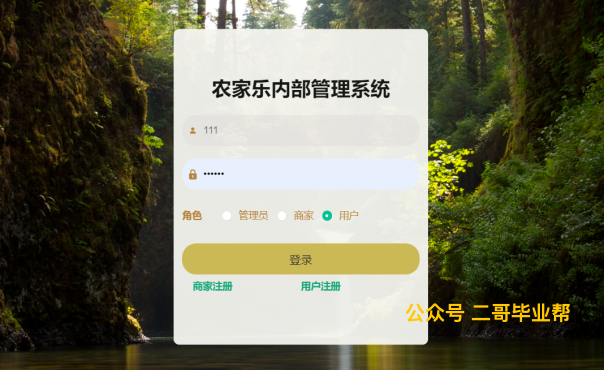 农家乐内部管理系统
111
••••••
角色 管理员 商家 用户
登录
商家注册 用户注册
公众号 二哥毕业帮